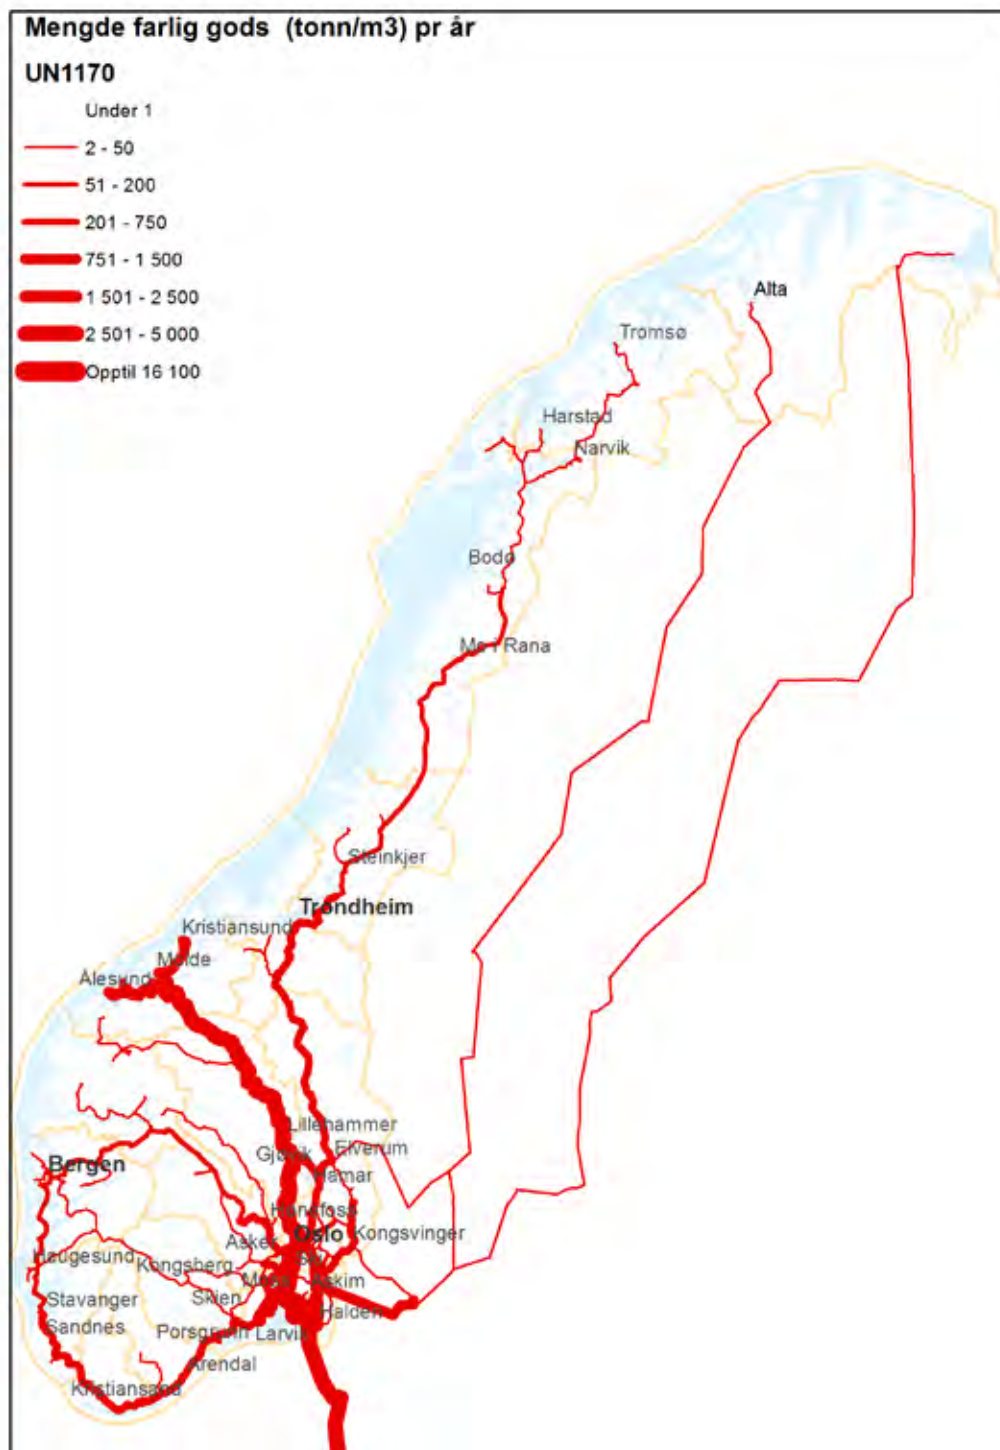 Mengde farlig gods (tonn/m3) pr år
UN1170
Under 1
2 - 50
51 - 200
201 - 750
751 - 1 500
1 501 - 2 500
2 501 - 5 000
Opptil 16 100
Alta
Tromsø
Harstad
Narvik
Bodø
Mo i Rana
Steinkjer
Trondheim
Kristiansund
Molde
Ålesund
Lillehammer
Elverum
Gjøvik
Bergen
Hamar
Hønefoss
Kongsvinger
Oslo
Asker
Haugesund
Kongsberg
Moss
Askim
Stavanger
Skien
Halden
Sandnes
Porsgrunn
Larvik
Arendal
Kristiansand